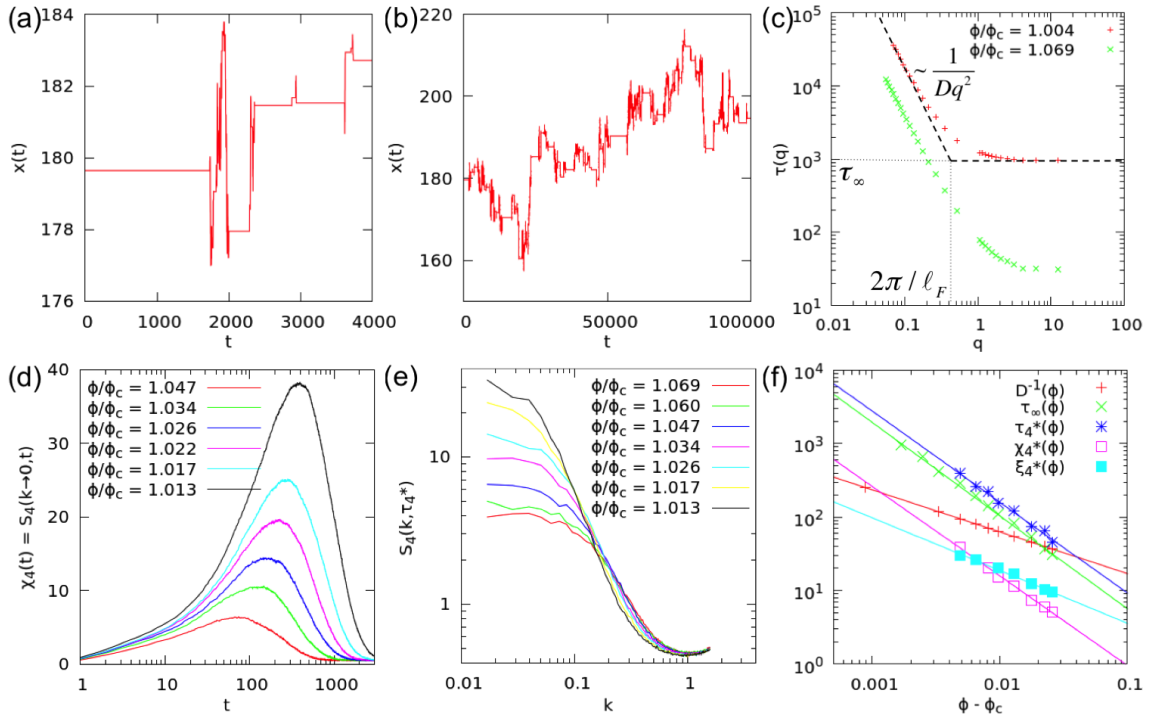 (a)
184
182
180
178
176
x(t)
0
1000
2000
3000
4000
t
(b)
220
200
180
160
x(t)
0
50000
100000
t
(c)
ϕ/ϕc = 1.004
ϕ/ϕc = 1.069
10^5
10^4
10^3
10^2
10^1
τ(q)
~ 1/Dq^2
τ∞
2π / ℓF
0.01
0.1
1
10
100
q
(d)
ϕ/ϕc = 1.047
ϕ/ϕc = 1.034
ϕ/ϕc = 1.026
ϕ/ϕc = 1.022
ϕ/ϕc = 1.017
ϕ/ϕc = 1.013
40
30
20
10
0
χ4(t) = S4(k→0,t)
1
10
100
1000
t
(e)
ϕ/ϕc = 1.069
ϕ/ϕc = 1.060
ϕ/ϕc = 1.047
ϕ/ϕc = 1.034
ϕ/ϕc = 1.026
ϕ/ϕc = 1.017
ϕ/ϕc = 1.013
10
1
S4(k,τ4*)
0.01
0.1
1
k
(f)
D^-1(ϕ)
τ∞(ϕ)
τ4*(ϕ)
χ4*(ϕ)
ξ4*(ϕ)
10^4
10^3
10^2
10^1
10^0
0.001
0.01
0.1
ϕ - ϕc